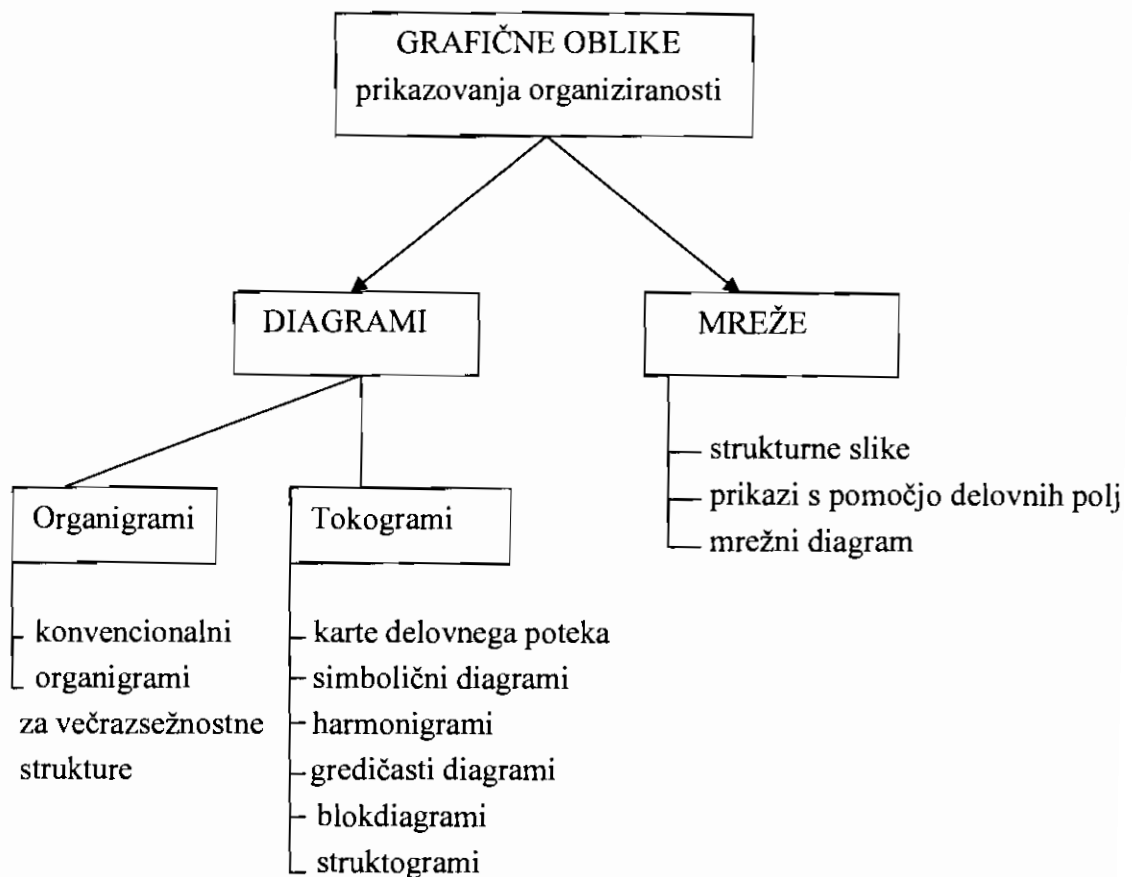 GRAFIČNE OBLIKE
prikazovanja organiziranosti
DIAGRAMI
MREŽE
strukturne slike
prikazi s pomočjo delovnih polj
mrežni diagram
Organigrami
Tokogrami
konvencionalni
organigrami
za večrazsežnostne
strukture
karte delovnega poteka
simbolični diagrami
harmonigrami
gredičasti diagrami
blokdiagrami
struktogrami